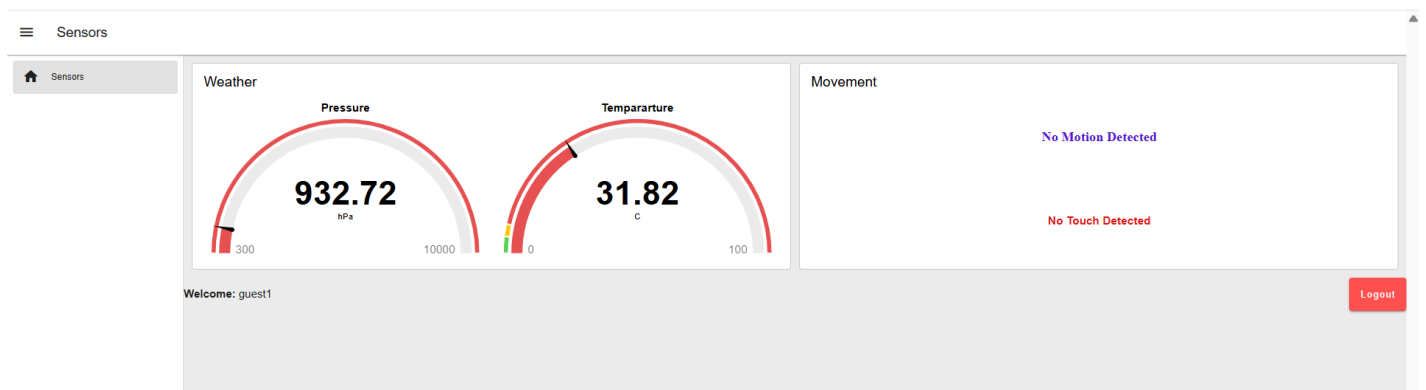 Sensors
Sensors
Weather
Pressure
932.72
hPa
300
10000
Tempararture
31.82
C
0
100
Movement
No Motion Detected
No Touch Detected
Welcome: guest1
Logout